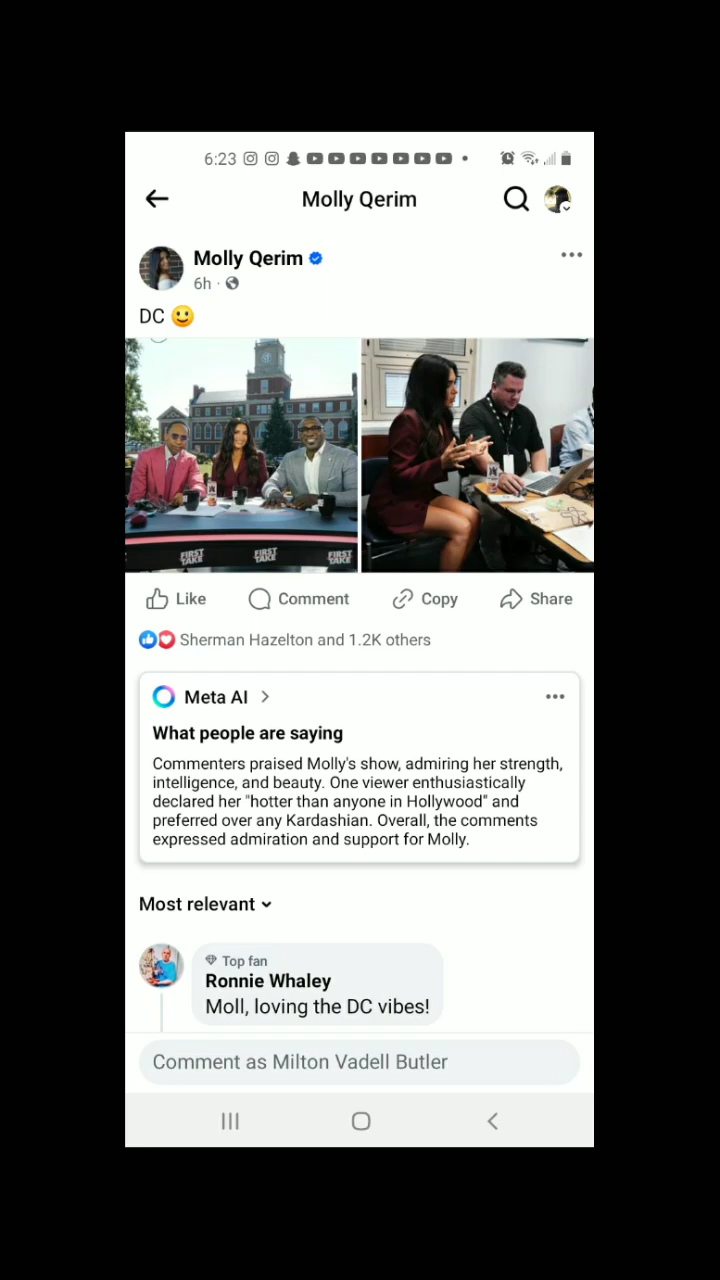 6:23
Molly Qerim
Molly Qerim
6h ·
DC 🙂
FIRST TAKE
FIRST TAKE
FIRST TAKE
Like Comment Copy Share
Sherman Hazelton and 1.2K others
Meta AI
What people are saying
Commenters praised Molly's show, admiring her strength,
intelligence, and beauty. One viewer enthusiastically
declared her "hotter than anyone in Hollywood" and
preferred over any Kardashian. Overall, the comments
expressed admiration and support for Molly.
Most relevant
Top fan
Ronnie Whaley
Moll, loving the DC vibes!
Comment as Milton Vadell Butler